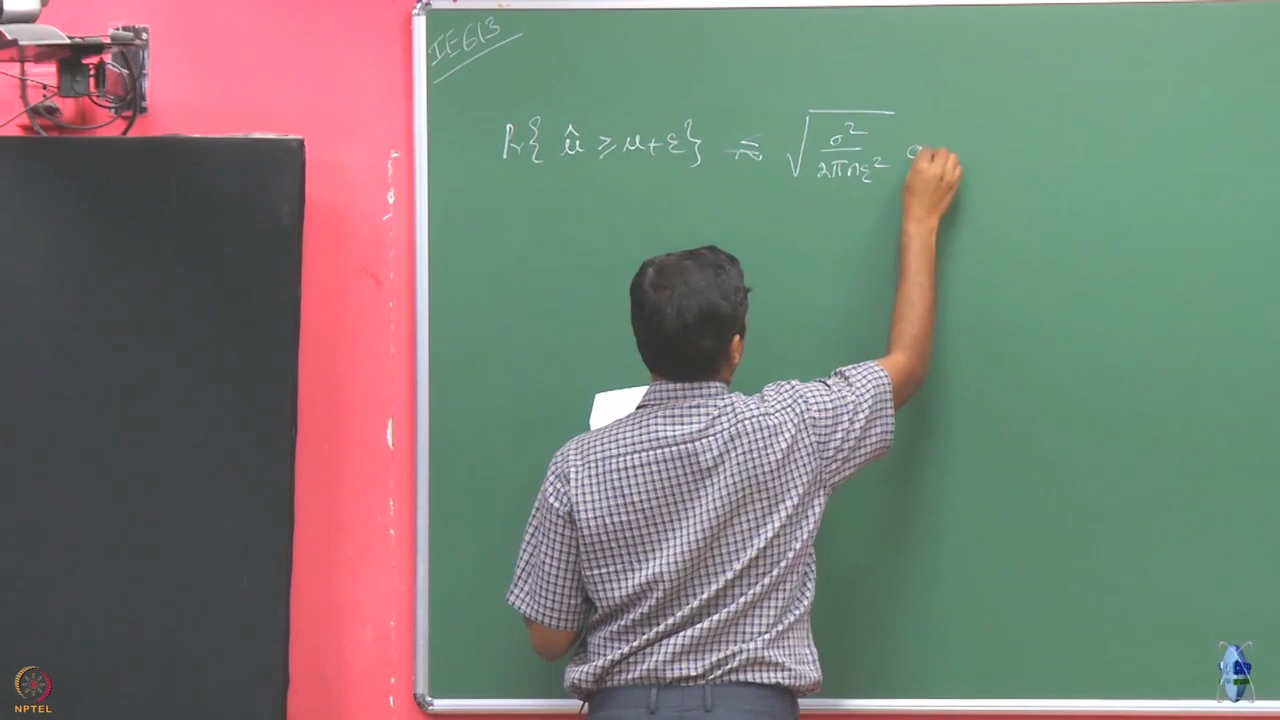 IE613
Pr{ μ̂ ≥ μ+ε } ≲ √(σ²/2πnε²)
NPTEL